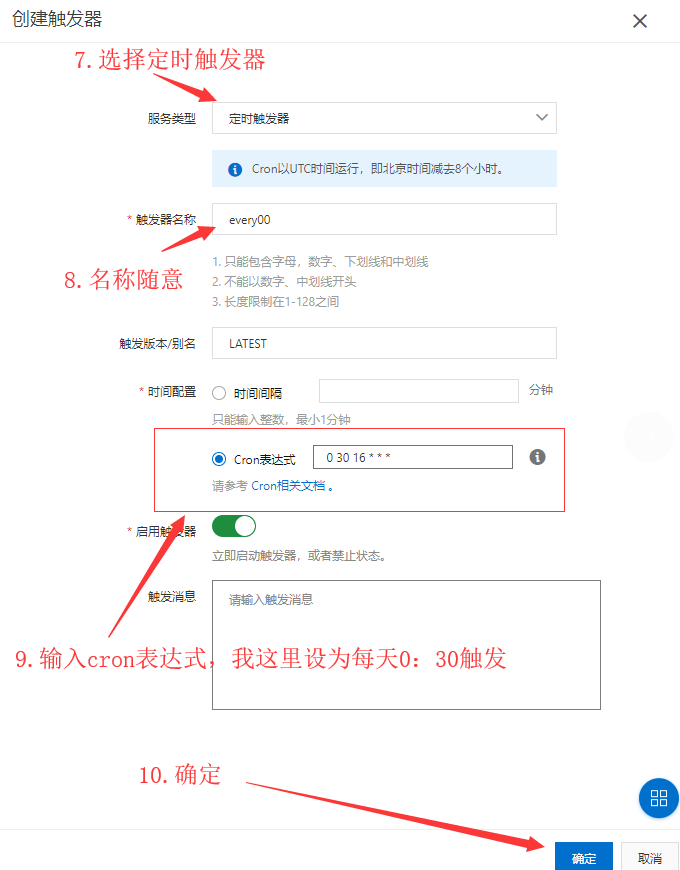 创建触发器
7.选择定时触发器
服务类型
定时触发器
Cron以UTC时间运行，即北京时间减去8个小时。
* 触发器名称
every00
8.名称随意
1. 只能包含字母，数字、下划线和中划线
2. 不能以数字、中划线开头
3. 长度限制在1-128之间
触发版本/别名
LATEST
* 时间配置
时间间隔
分钟
只能输入整数，最小1分钟
Cron表达式
0 30 16 * * *
请参考 Cron相关文档 。
* 启用触发器
立即启动触发器，或者禁止状态。
触发消息
请输入触发消息
9.输入cron表达式，我这里设为每天0：30触发
10.确定
确定
取消